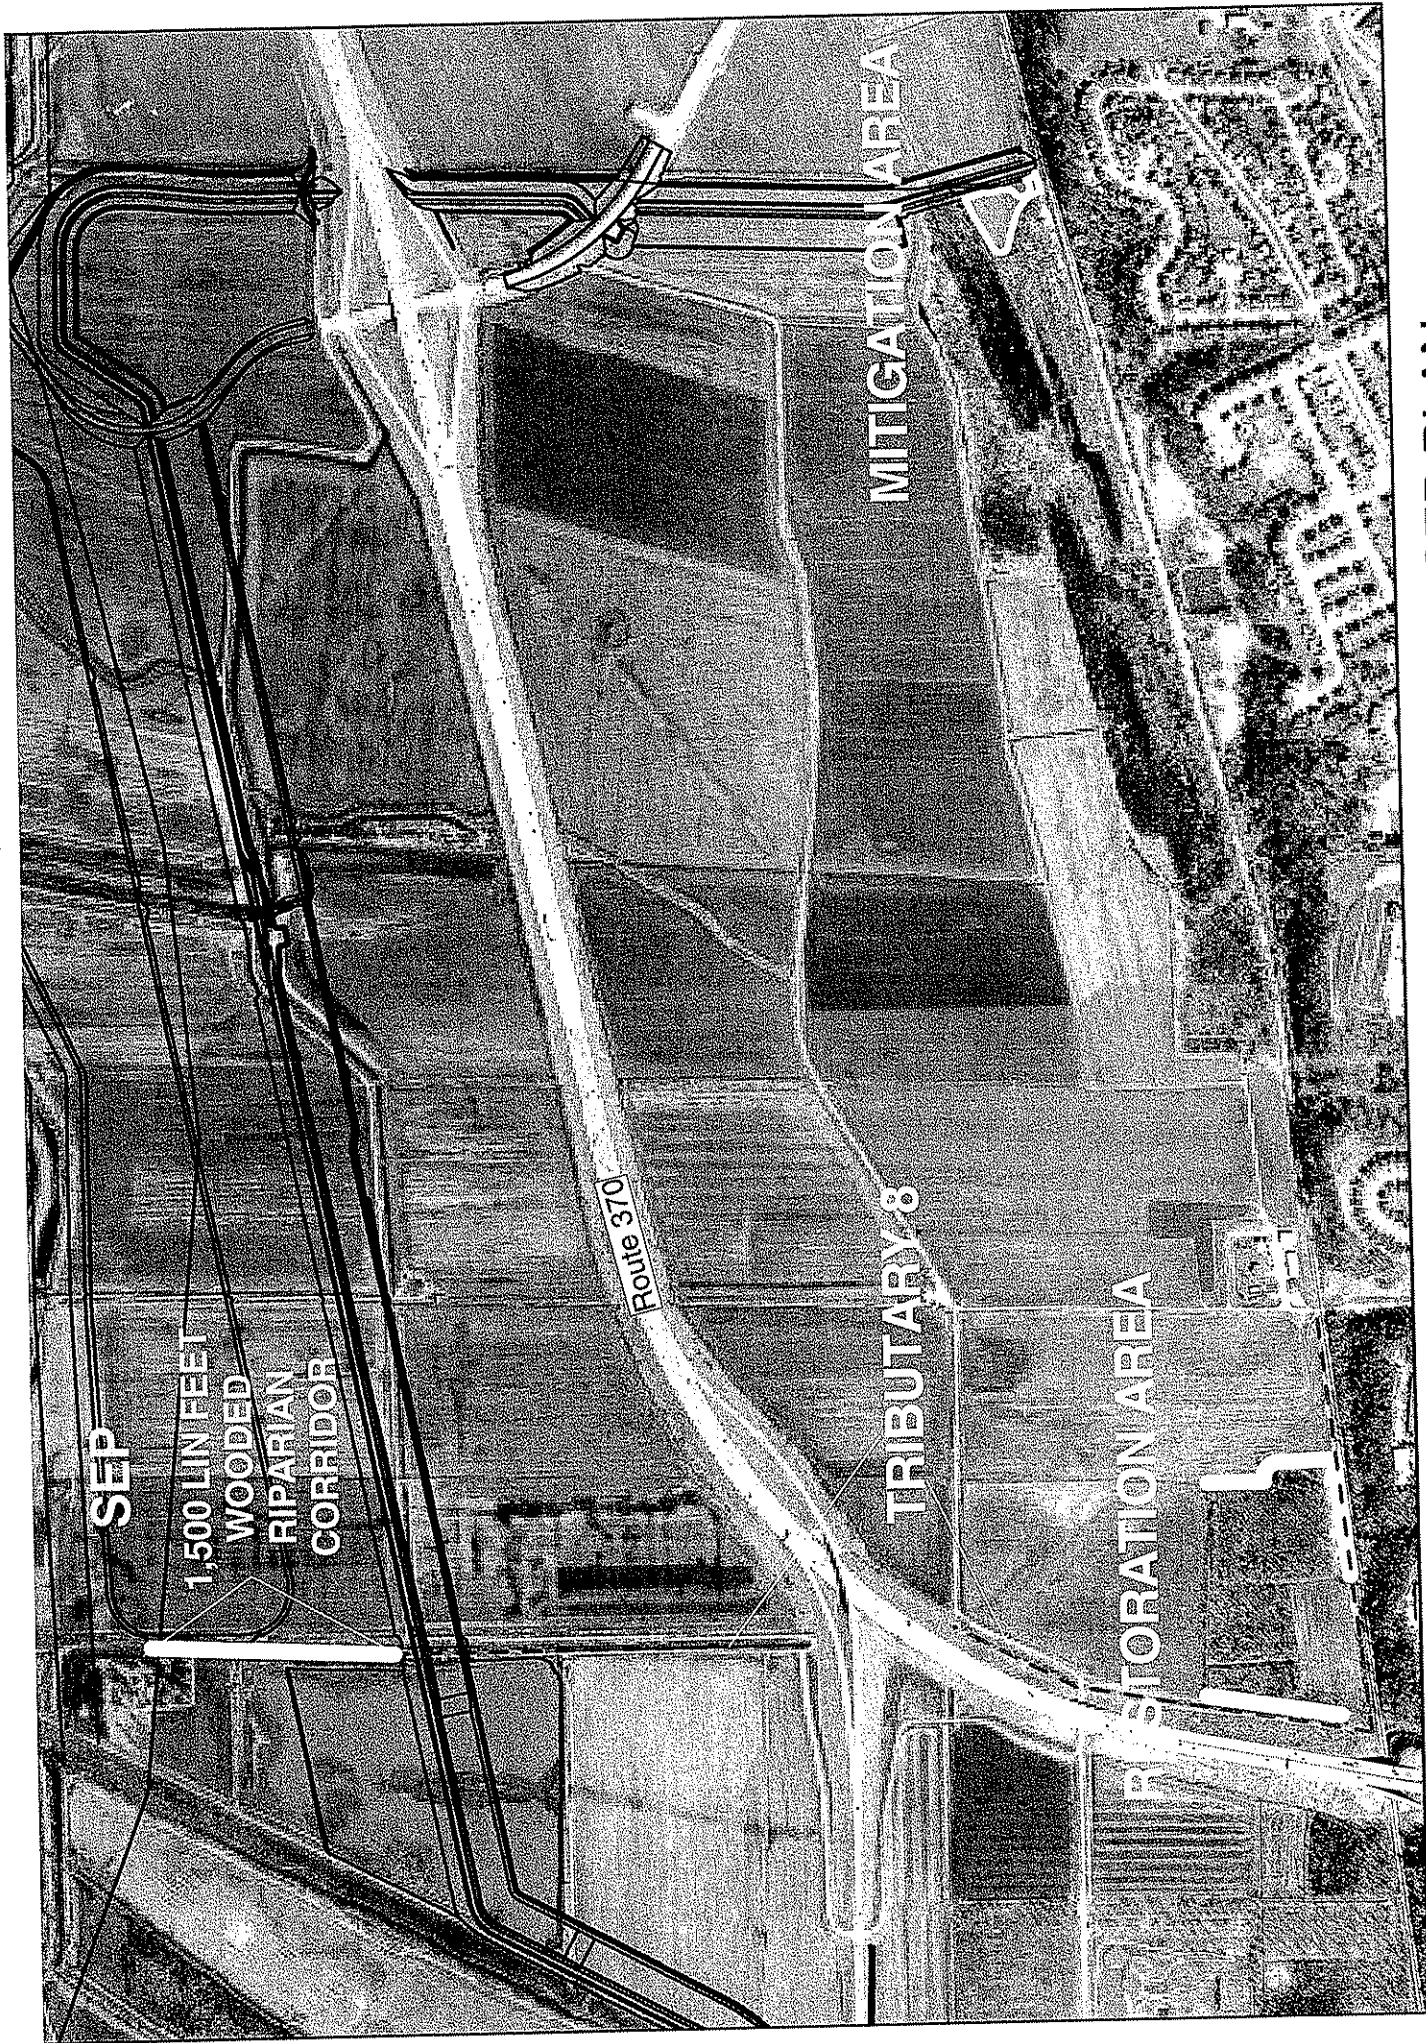 SEP
1,500 LIN FEET
WOODED
RIPARIAN
CORRIDOR
Route 370
MITIGATION AREA
TRIBUTARY 8
RESTORATION AREA